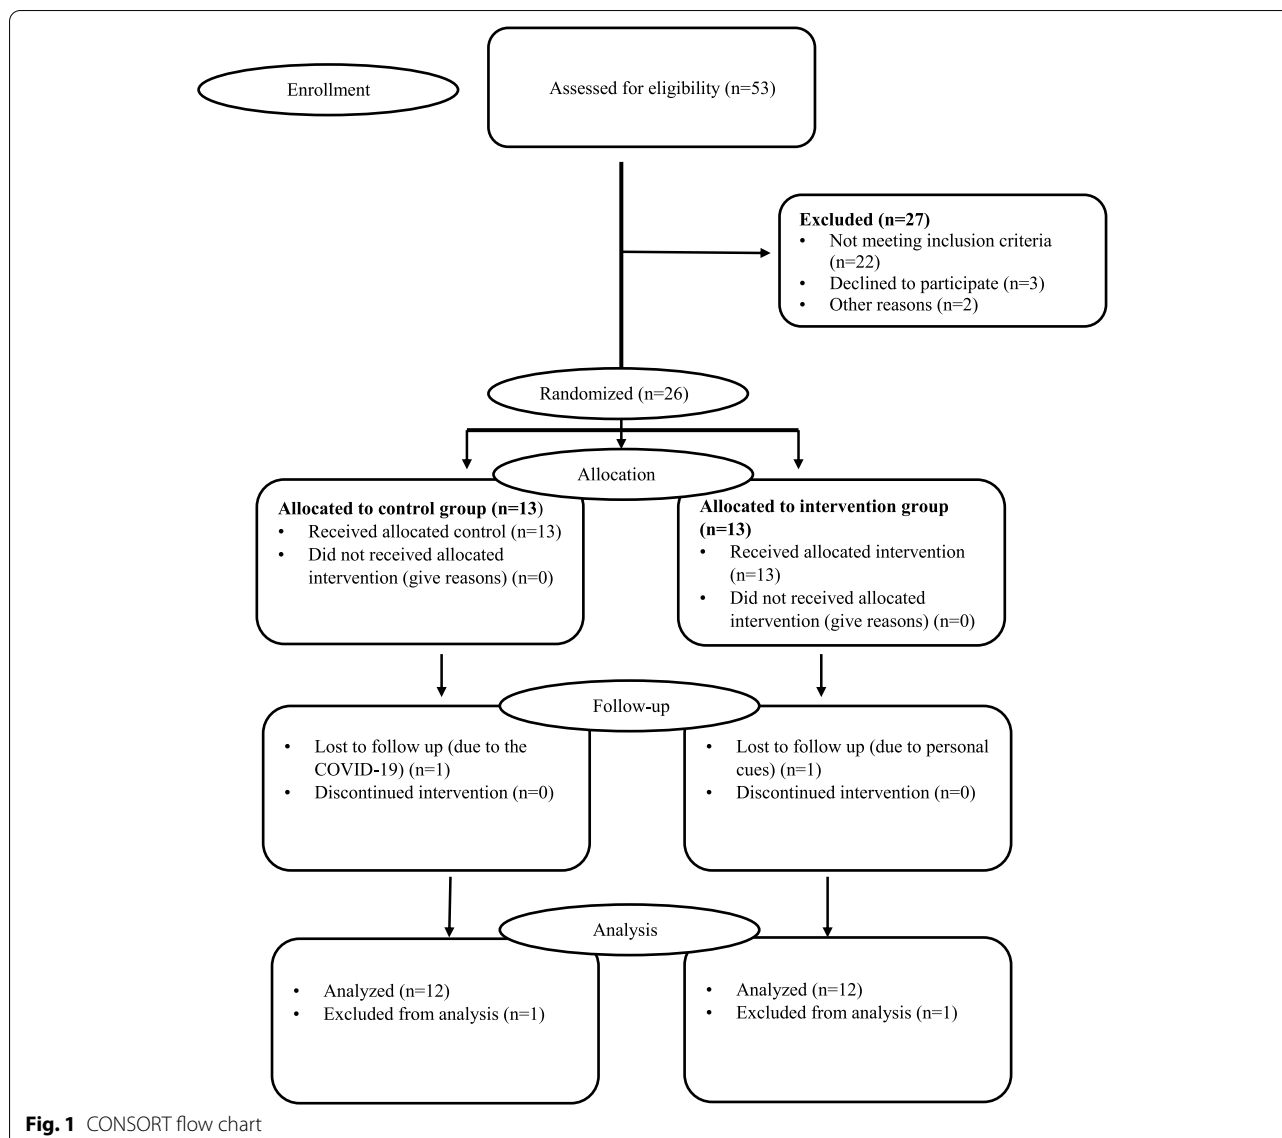 Enrollment
Assessed for eligibility (n=53)
Excluded (n=27)
• Not meeting inclusion criteria
(n=22)
• Declined to participate (n=3)
• Other reasons (n=2)
Randomized (n=26)
Allocation
Allocated to control group (n=13)
• Received allocated control (n=13)
• Did not received allocated
intervention (give reasons) (n=0)
Allocated to intervention group
(n=13)
• Received allocated intervention
(n=13)
• Did not received allocated
intervention (give reasons) (n=0)
Follow-up
• Lost to follow up (due to the
COVID-19) (n=1)
• Discontinued intervention (n=0)
• Lost to follow up (due to personal
cues) (n=1)
• Discontinued intervention (n=0)
Analysis
• Analyzed (n=12)
• Excluded from analysis (n=1)
• Analyzed (n=12)
• Excluded from analysis (n=1)
Fig. 1 CONSORT flow chart